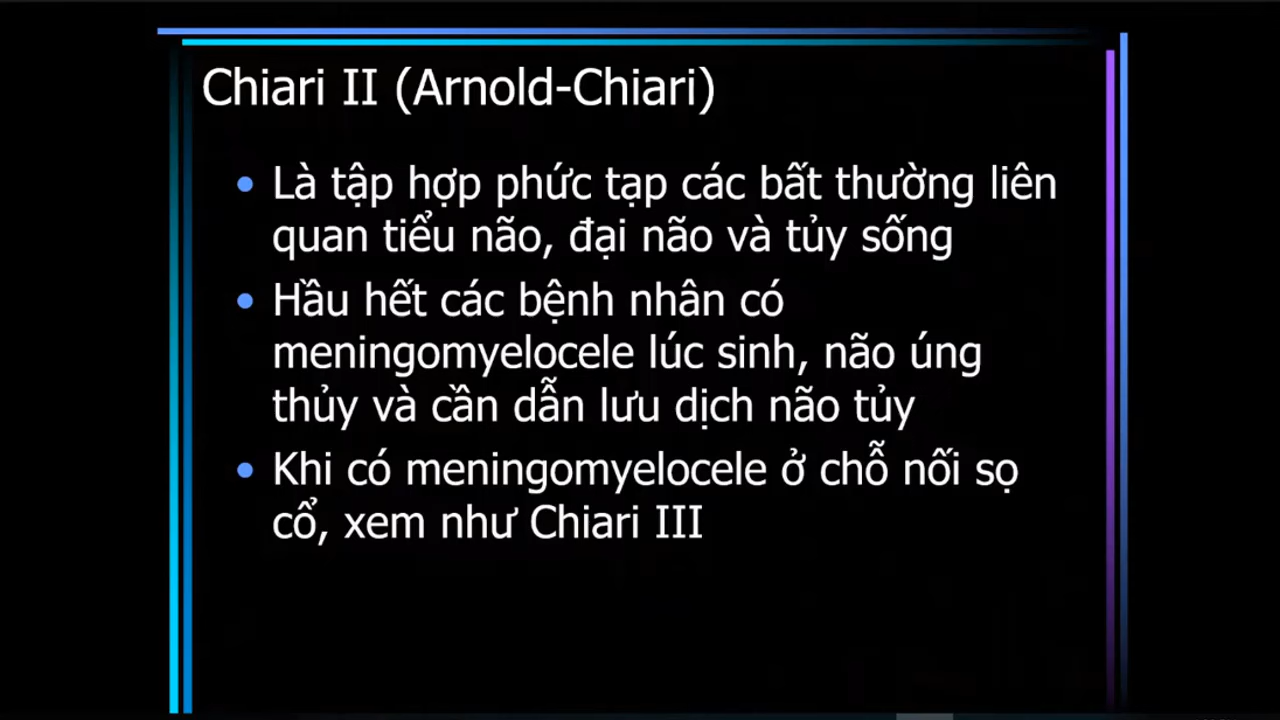 Chiari II (Arnold-Chiari)
• Là tập hợp phức tạp các bất thường liên
quan tiểu não, đại não và tủy sống
• Hầu hết các bệnh nhân có
meningomyelocele lúc sinh, não úng
thủy và cần dẫn lưu dịch não tủy
• Khi có meningomyelocele ở chỗ nối sọ
cổ, xem như Chiari III